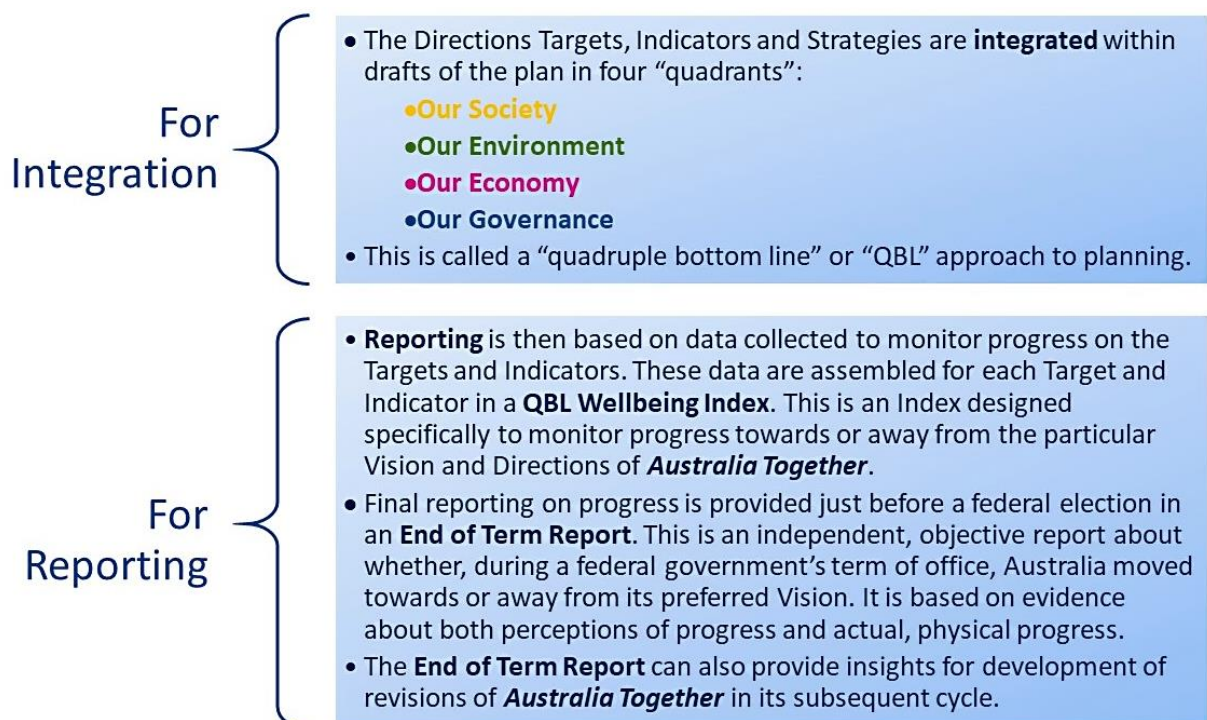 For
Integration
• The Directions Targets, Indicators and Strategies are integrated within
drafts of the plan in four “quadrants”:
•Our Society
•Our Environment
•Our Economy
•Our Governance
• This is called a “quadruple bottom line” or “QBL” approach to planning.
For
Reporting
• Reporting is then based on data collected to monitor progress on the
Targets and Indicators. These data are assembled for each Target and
Indicator in a QBL Wellbeing Index. This is an Index designed
specifically to monitor progress towards or away from the particular
Vision and Directions of Australia Together.
• Final reporting on progress is provided just before a federal election in
an End of Term Report. This is an independent, objective report about
whether, during a federal government’s term of office, Australia moved
towards or away from its preferred Vision. It is based on evidence
about both perceptions of progress and actual, physical progress.
• The End of Term Report can also provide insights for development of
revisions of Australia Together in its subsequent cycle.